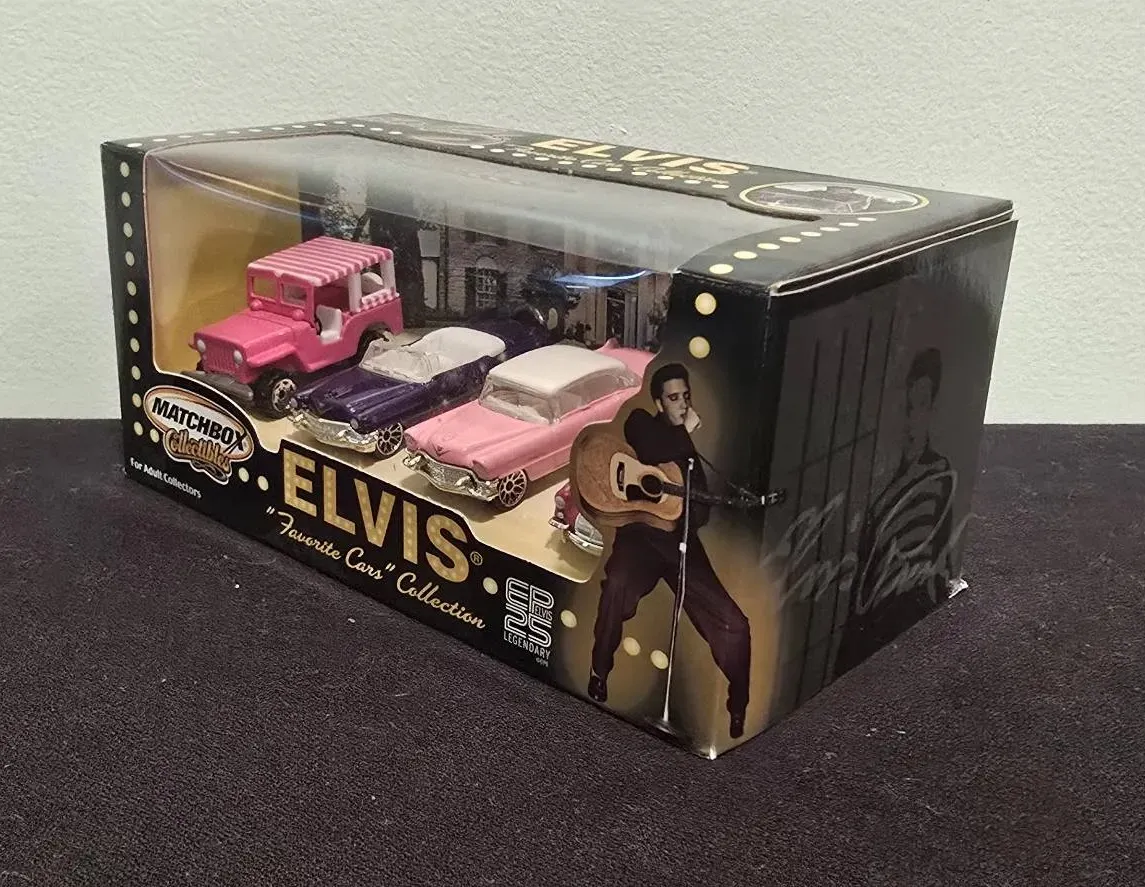 ELVIS
MATCHBOX
Collectibles
For Adult Collectors
ELVIS®
"Favorite Cars" Collection
EP
ELVIS
25
LEGENDARY